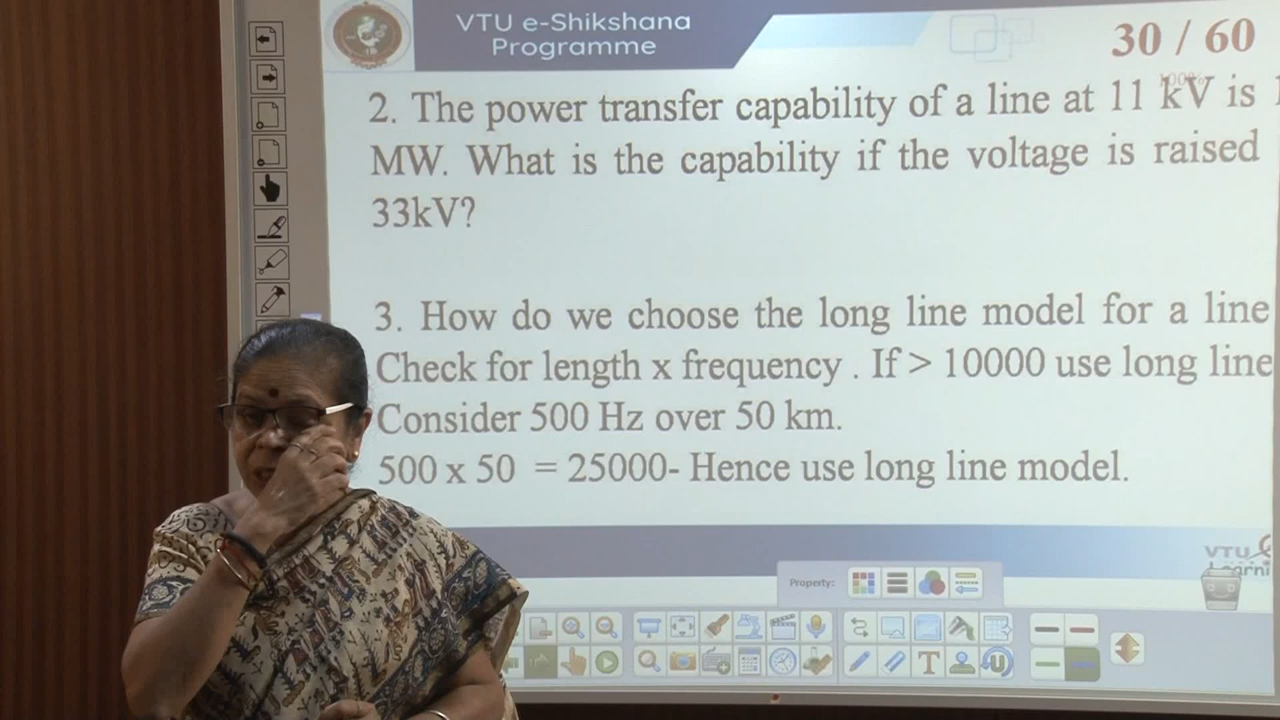 VTU e-Shikshana
Programme
30 / 60
100%
2. The power transfer capability of a line at 11 kV is
MW. What is the capability if the voltage is raised
33kV?
3. How do we choose the long line model for a line
Check for length x frequency . If > 10000 use long line
Consider 500 Hz over 50 km.
500 x 50 = 25000- Hence use long line model.
VTU
Learni
Property: